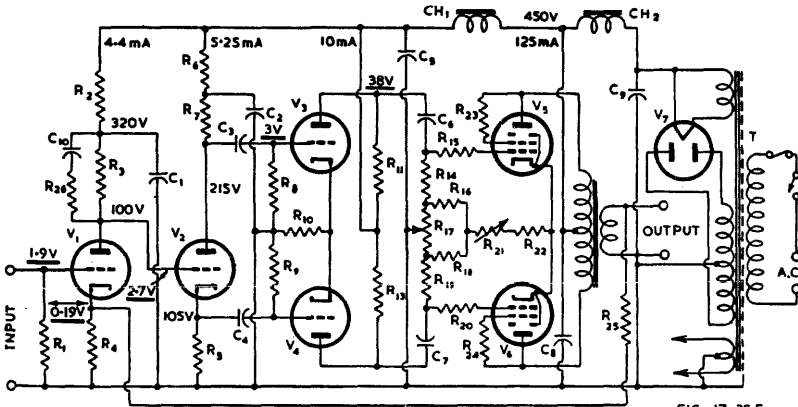 CH1 450V CH2
4·4mA 5·25mA 10mA 125mA
R6
C5
R2 38V C9
V3 R23 V5 V7
R7 C2 C6
320V C3 3V T
C10 R15
R3 C1 R8 R11 R14
R26 215V R16
100V R10 R17 OUTPUT
R21 R22
V1 V2 R18
1·9V R9 R19 A.C
2·7V R13
105V C4 R20
0·19V R25
INPUT R1 R4 R5 V4 C7 R24 V6 C8